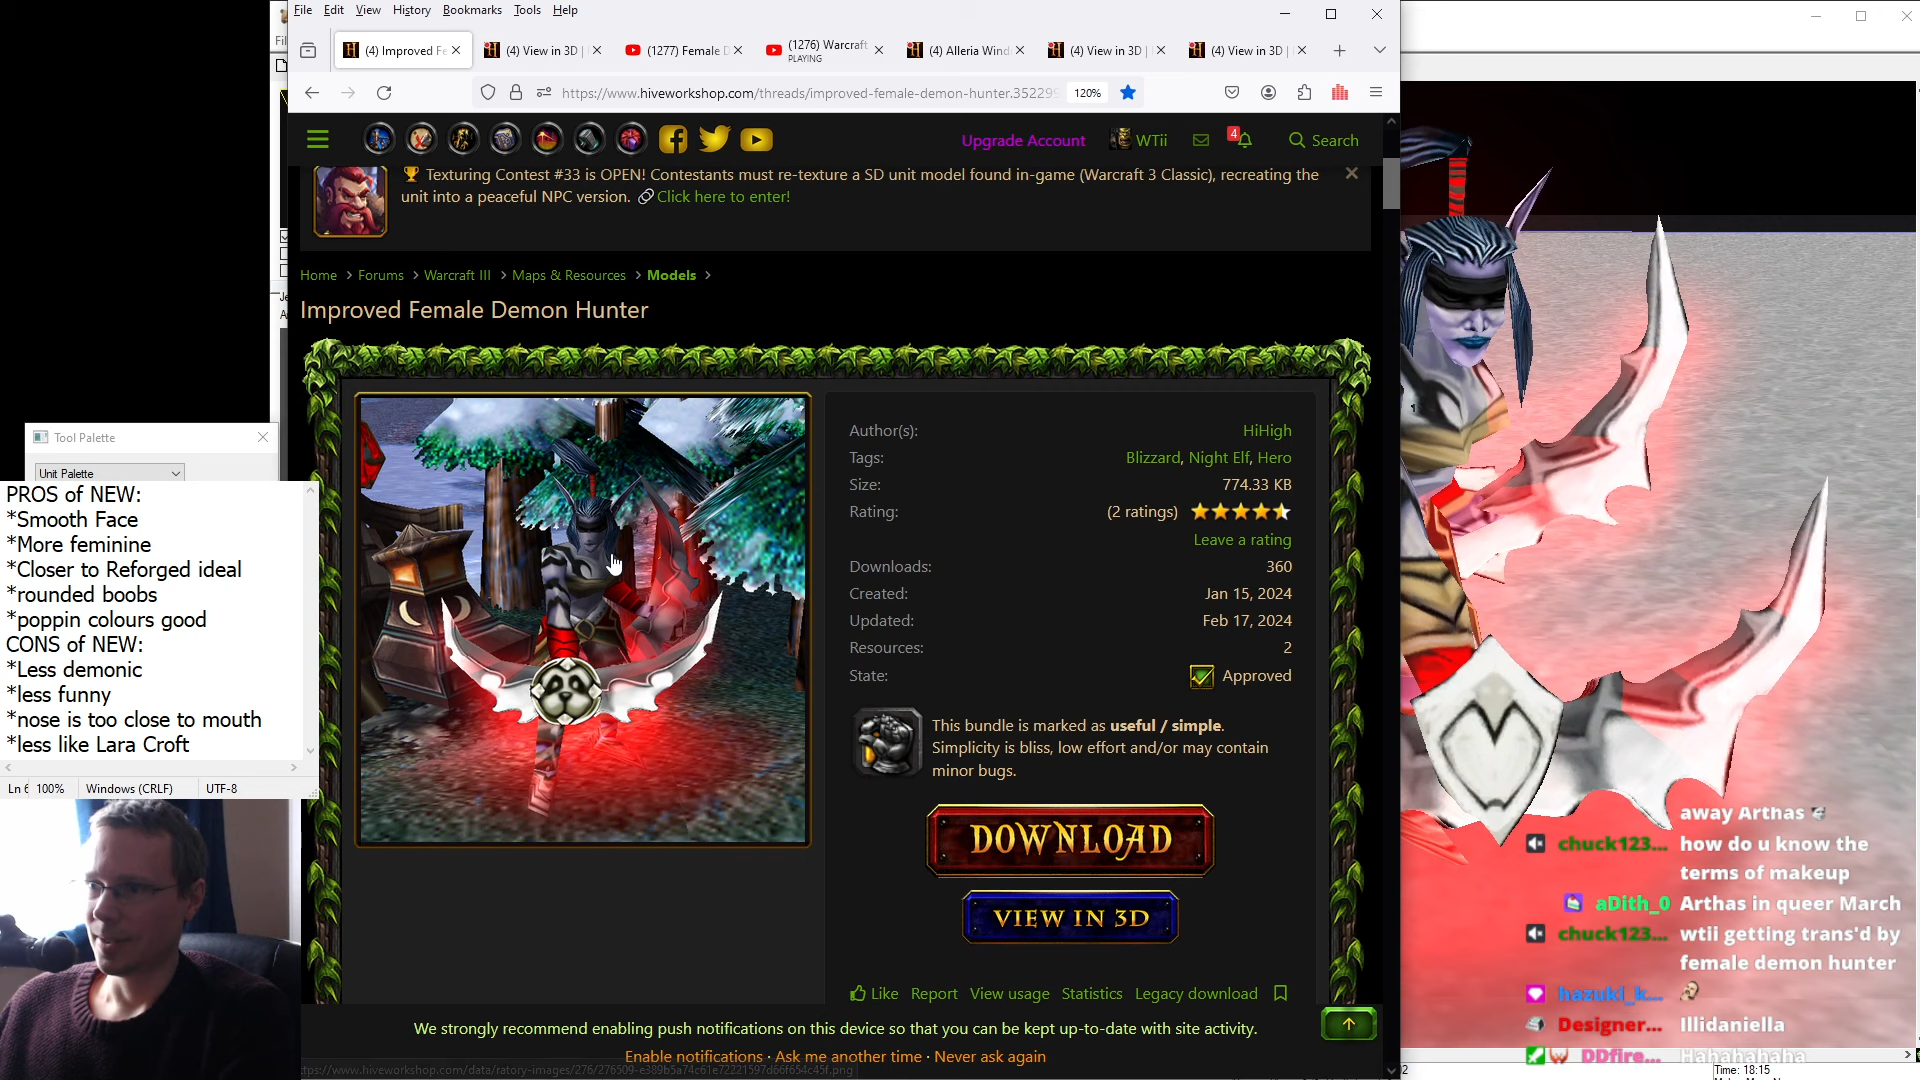 File Edit View History Bookmarks Tools Help
(4) Improved Fe
(4) View in 3D |
(1277) Female D
(1276) Warcraft
PLAYING
(4) Alleria Wind
(4) View in 3D |
(4) View in 3D |
https://www.hiveworkshop.com/threads/improved-female-demon-hunter.352299
120%
Upgrade Account
WTii
4
Search
Texturing Contest #33 is OPEN! Contestants must re-texture a SD unit model found in-game (Warcraft 3 Classic), recreating the
unit into a peaceful NPC version. Click here to enter!
Home > Forums > Warcraft III > Maps & Resources > Models >
Improved Female Demon Hunter
Author(s): HiHigh
Tags: Blizzard, Night Elf, Hero
Size: 774.33 KB
Rating: (2 ratings)
Leave a rating
Downloads: 360
Created: Jan 15, 2024
Updated: Feb 17, 2024
Resources: 2
State: Approved
This bundle is marked as useful / simple.
Simplicity is bliss, low effort and/or may contain
minor bugs.
DOWNLOAD
VIEW IN 3D
Like Report View usage Statistics Legacy download
We strongly recommend enabling push notifications on this device so that you can be kept up-to-date with site activity.
Enable notifications · Ask me another time · Never ask again
Tool Palette
Unit Palette
PROS of NEW:
*Smooth Face
*More feminine
*Closer to Reforged ideal
*rounded boobs
*poppin colours good
CONS of NEW:
*Less demonic
*less funny
*nose is too close to mouth
*less like Lara Croft
Ln 6 100% Windows (CRLF) UTF-8
away Arthas
chuck123... how do u know the
terms of makeup
aDith_0 Arthas in queer March
chuck123... wtii getting trans'd by
female demon hunter
hazuki_k...
Designer... Illidaniella
DDfire... Hahahahaha
Time: 18:15